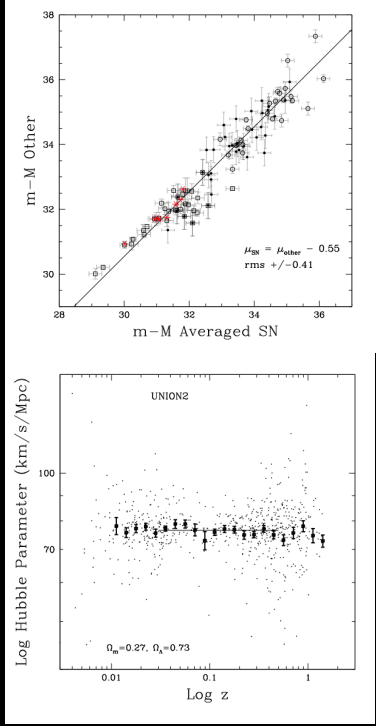 38
36
34
32
30
m-M Other
μSN = μother − 0.55
rms +/-0.41
28 30 32 34 36
m-M Averaged SN
UNION2
Log Hubble Parameter (km/s/Mpc)
100
70
Ωm=0.27, ΩΛ=0.73
0.01 0.1 1
Log z